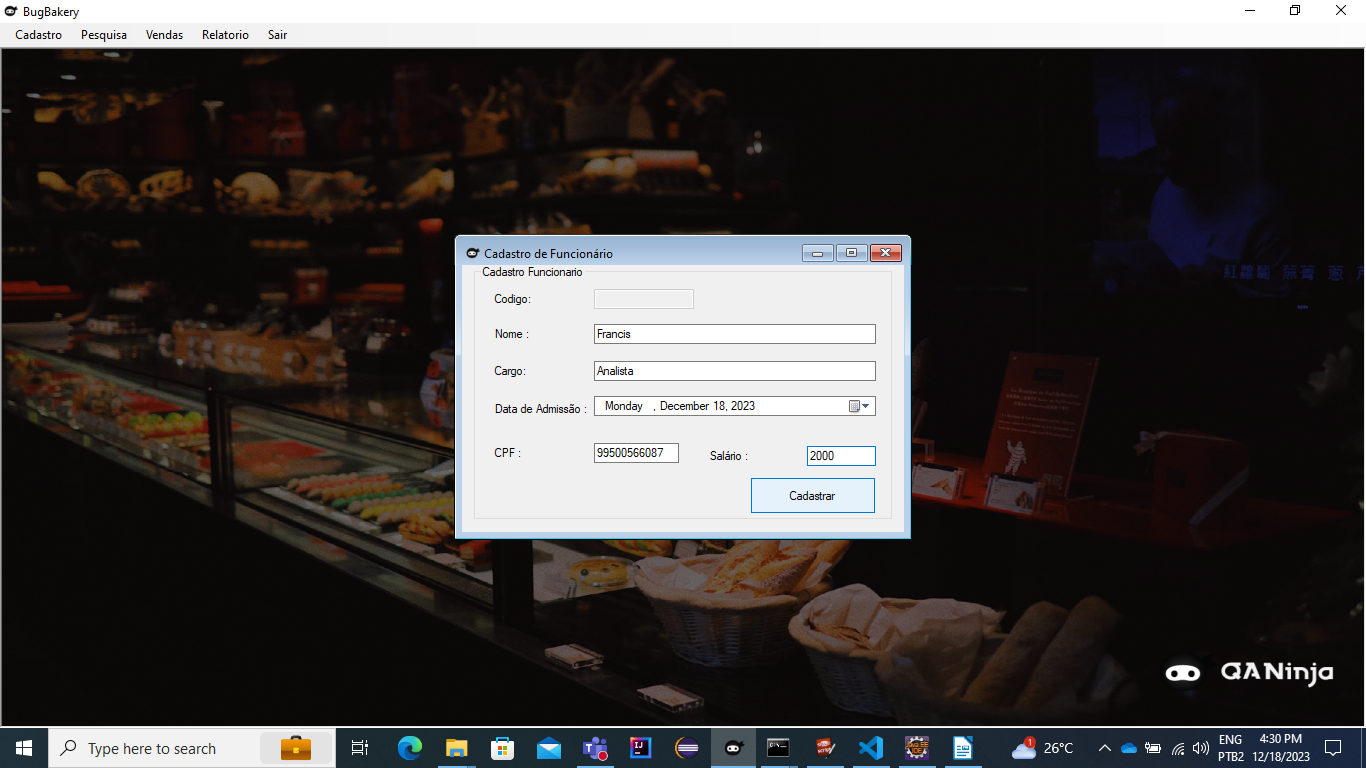 BugBakery
Cadastro Pesquisa Vendas Relatorio Sair
Cadastro de Funcionário
Cadastro Funcionario
Codigo:
Nome : Francis
Cargo: Analista
Data de Admissão : Monday , December 18, 2023
CPF : 99500566087 Salário : 2000
Cadastrar
QANinja
Type here to search
1
26°C
ENG
PTB2
4:30 PM
12/18/2023